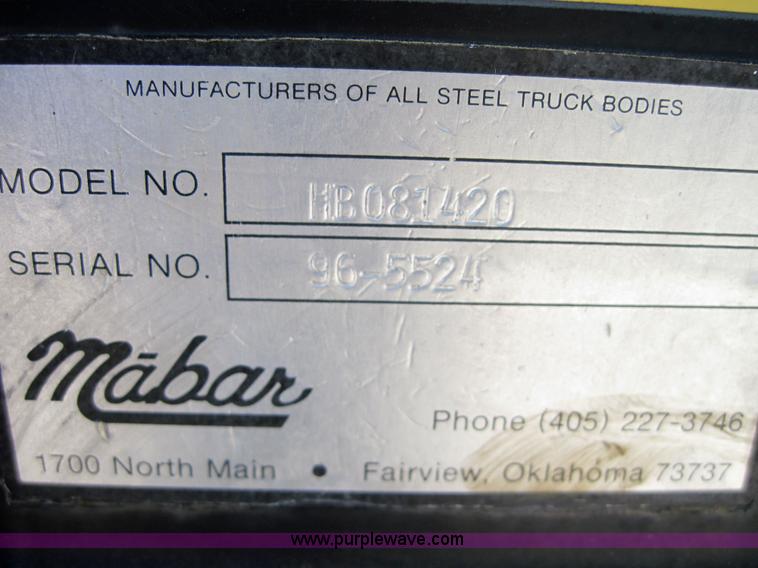 MANUFACTURERS OF ALL STEEL TRUCK BODIES
MODEL NO. HB081420
SERIAL NO. 96-5524
Mābar
Phone (405) 227-3746
1700 North Main • Fairview, Oklahoma 73737
www.purplewave.com